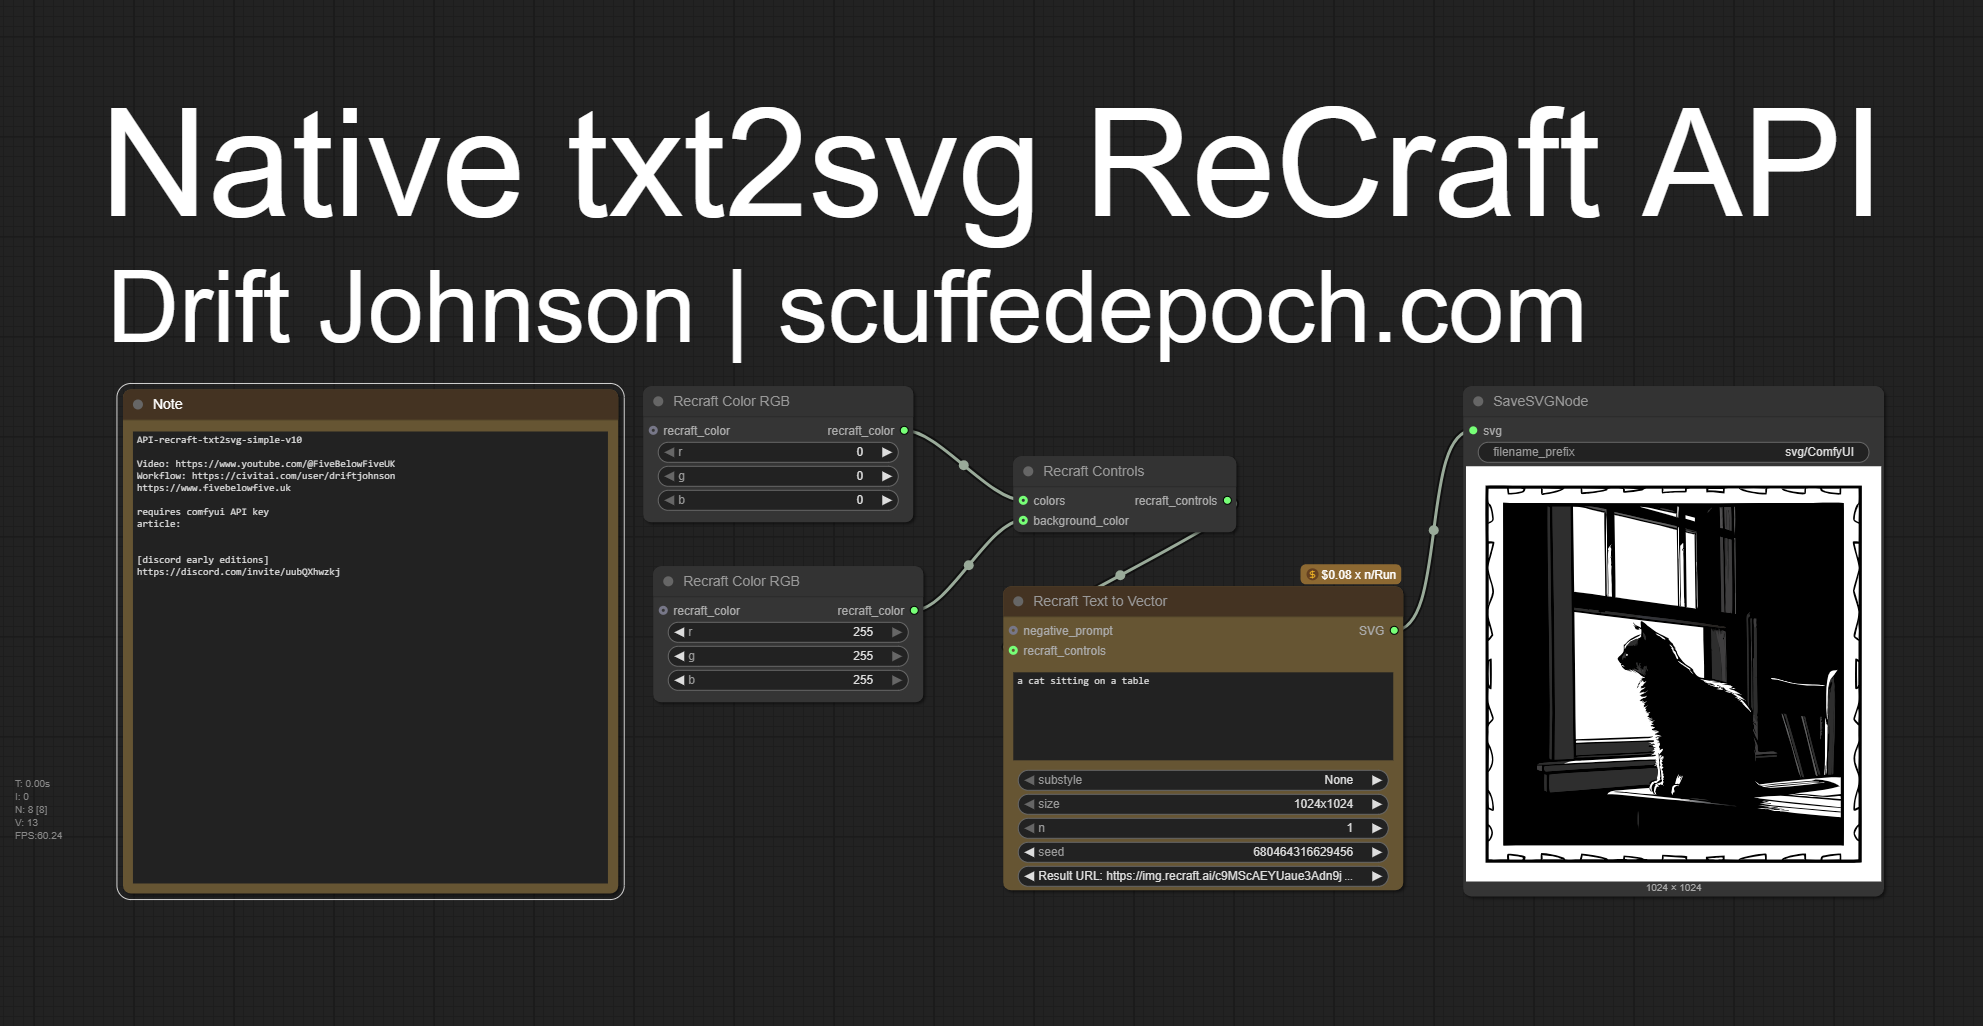 Native txt2svg ReCraft API
Drift Johnson | scuffedepoch.com
Note
API-recraft-txt2svg-simple-v10
Video: https://www.youtube.com/@FiveBelowFiveUK
Workflow: https://civitai.com/user/driftjohnson
https://www.fivebelowfive.uk
requires comfyui API key
article:
[discord early editions]
https://discord.com/invite/uubQXhwzkj
Recraft Color RGB
recraft_color recraft_color
r 0
g 0
b 0
Recraft Color RGB
recraft_color recraft_color
r 255
g 255
b 255
Recraft Controls
colors recraft_controls
background_color
$0.08 x n/Run
Recraft Text to Vector
negative_prompt SVG
recraft_controls
a cat sitting on a table
substyle None
size 1024x1024
n 1
seed 680464316629456
Result URL: https://img.recraft.ai/c9MScAEYUaue3Adn9j ...
SaveSVGNode
svg
filename_prefix svg/ComfyUI
1024 × 1024
T: 0.00s
I: 0
N: 8 [8]
V: 13
FPS:60.24